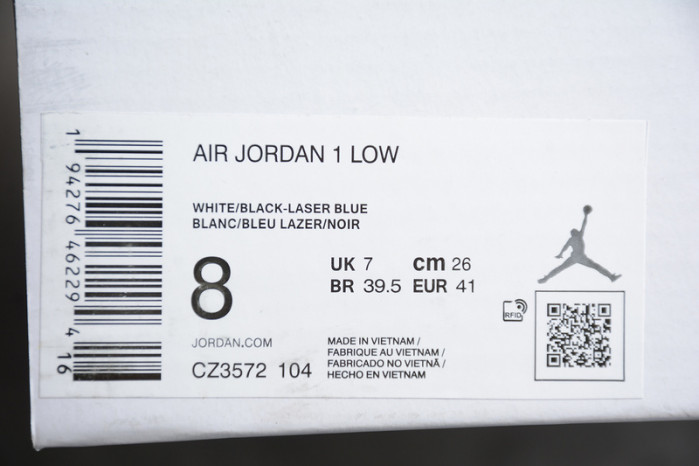 AIR JORDAN 1 LOW
WHITE/BLACK-LASER BLUE
BLANC/BLEU LAZER/NOIR
8
UK 7 cm 26
BR 39.5 EUR 41
RFID
JORDAN.COM
CZ3572 104
MADE IN VIETNAM /
FABRIQUE AU VIETNAM /
FABRICADO NO VIETNÃ /
HECHO EN VIETNAM
1 94276 46229 4 16